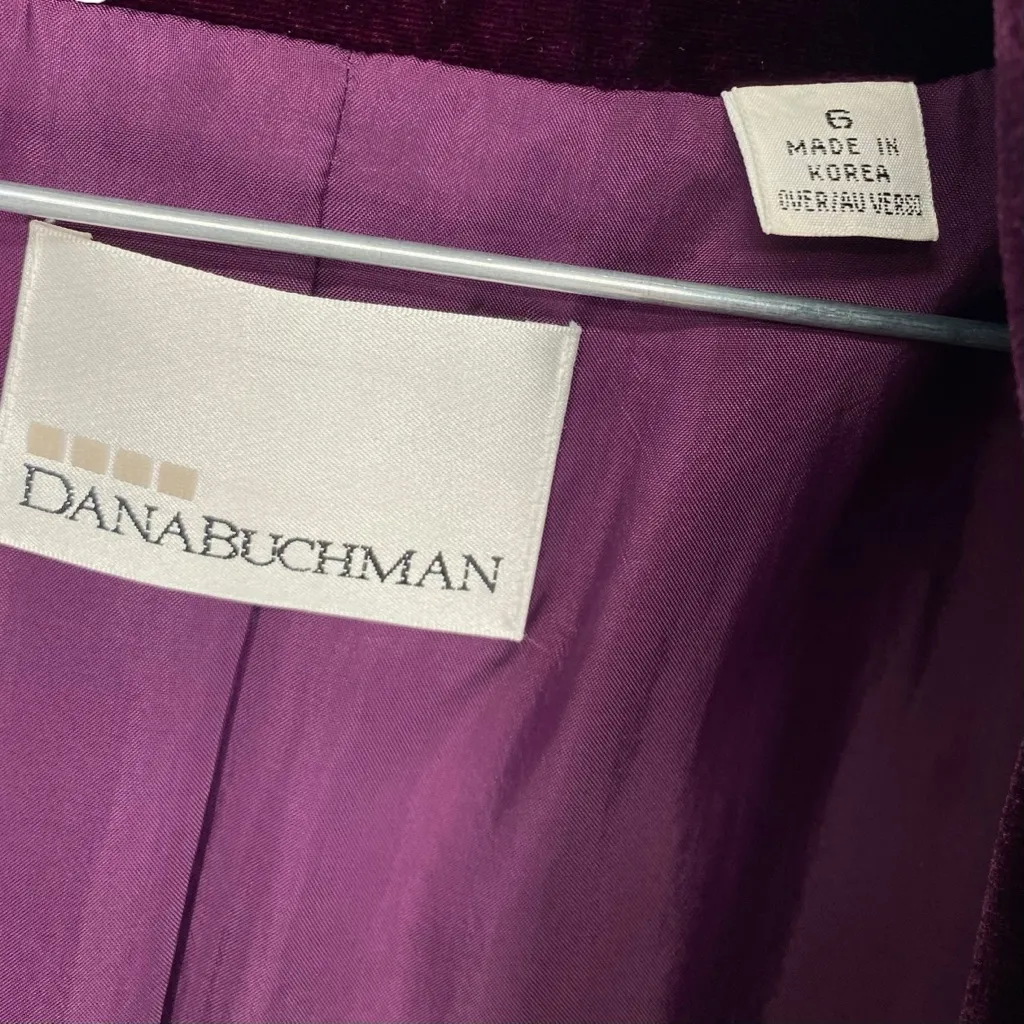 6
MADE IN
KOREA
OVER/AU VERSO
DANABUCHMAN